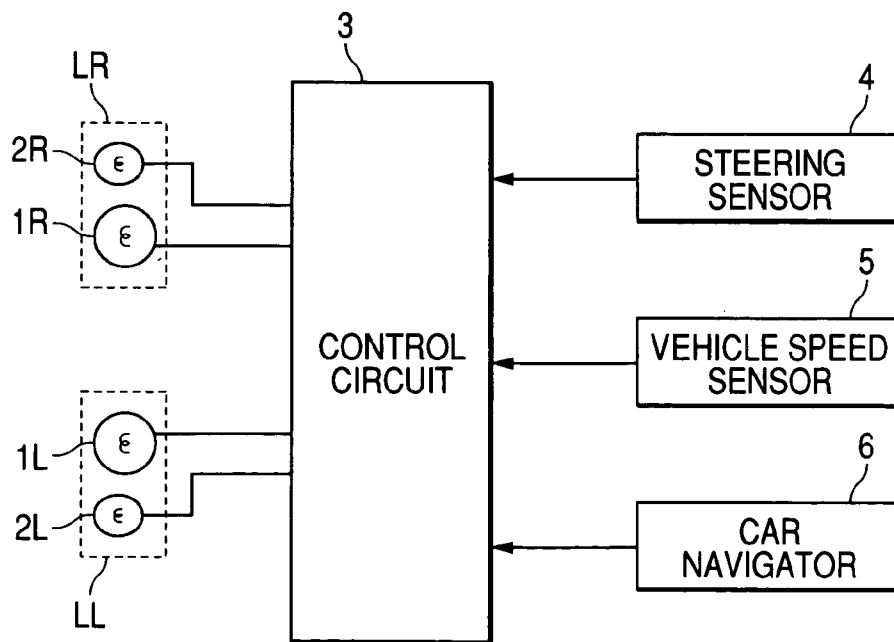 3
LR
4
2R
STEERING
SENSOR
1R
5
CONTROL
CIRCUIT
VEHICLE SPEED
SENSOR
1L
6
2L
CAR
NAVIGATOR
LL